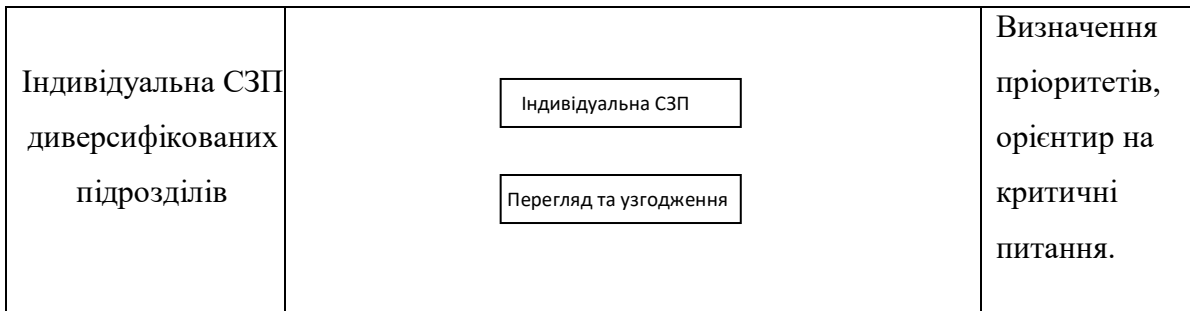 Індивідуальна СЗП
диверсифікованих
підрозділів
Індивідуальна СЗП
Перегляд та узгодження
Визначення
пріоритетів,
орієнтир на
критичні
питання.